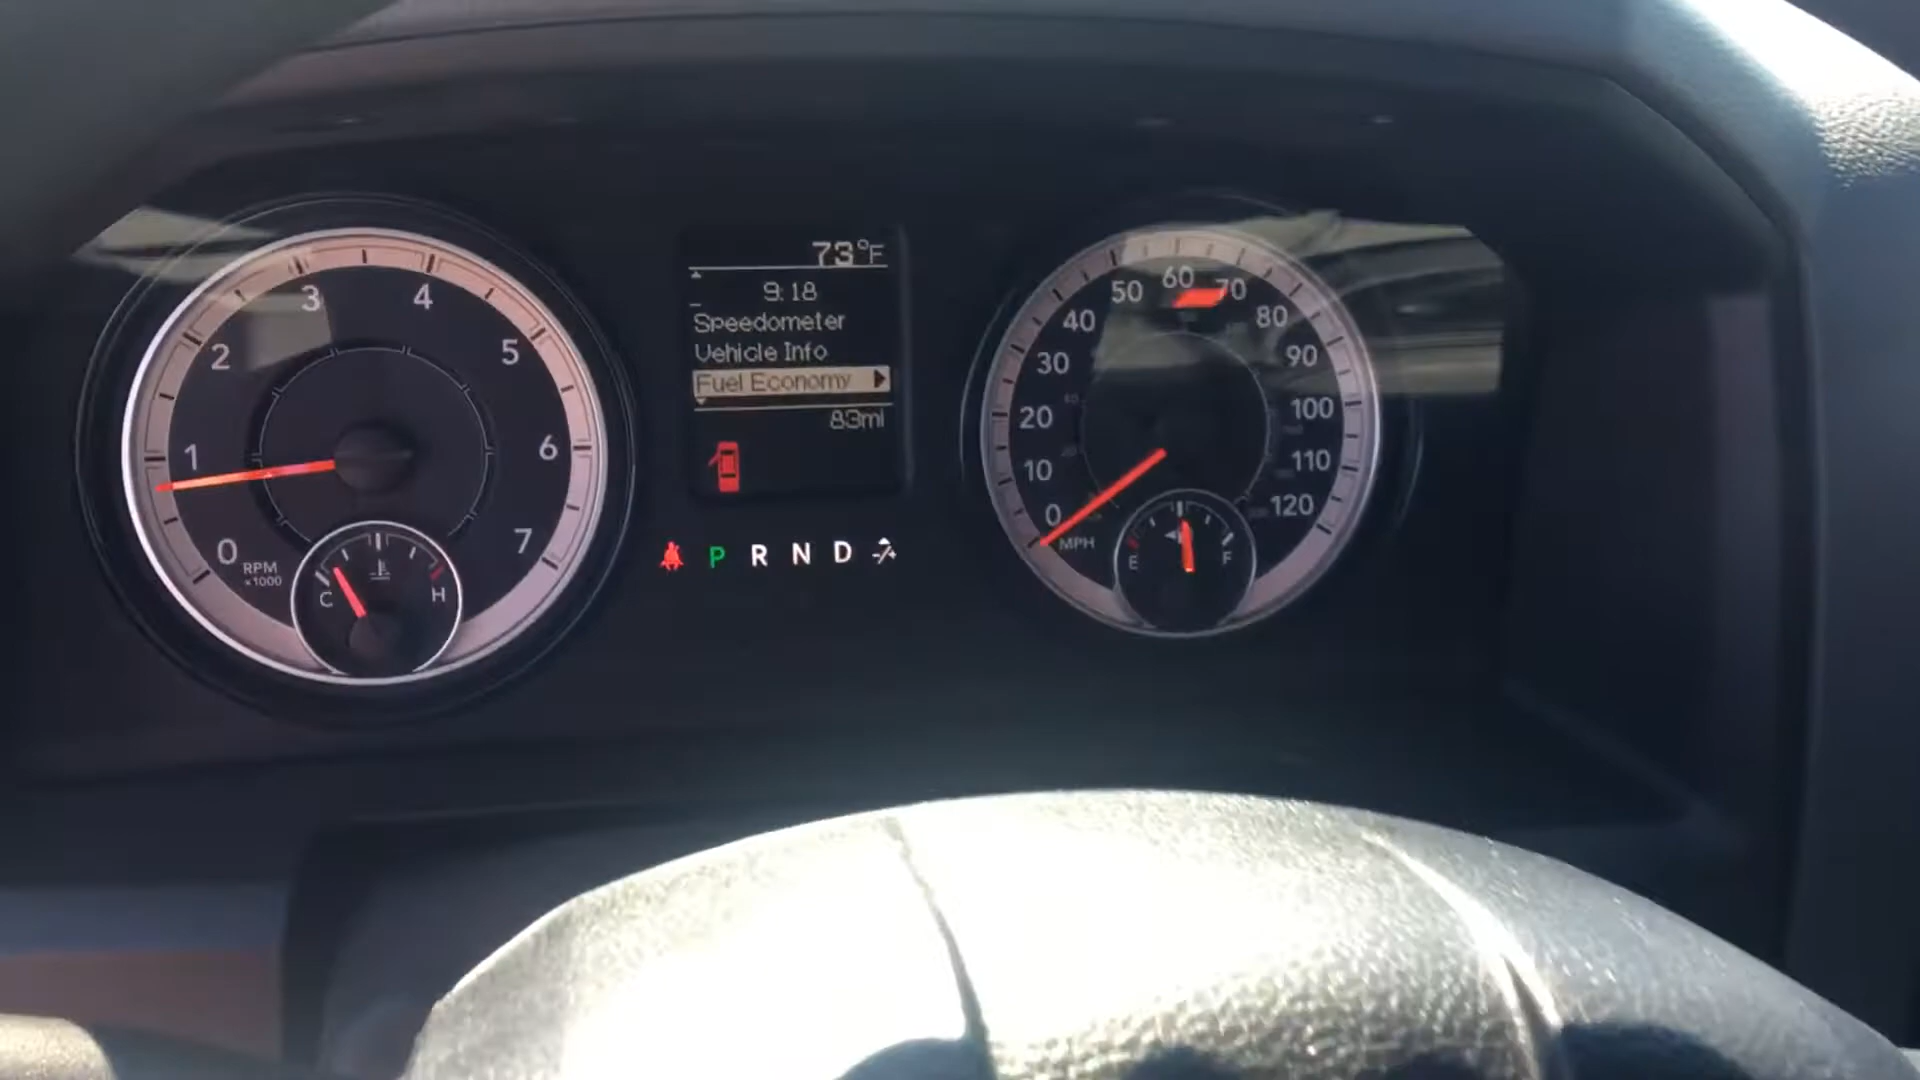 3 4
2 5
1 6
0 7
RPM
×1000
C H
73°F
9:18
Speedometer
Vehicle Info
Fuel Economy
83mi
P R N D
60
50 70
40 80
30 90
20 100
10 110
0 120
MPH
E F